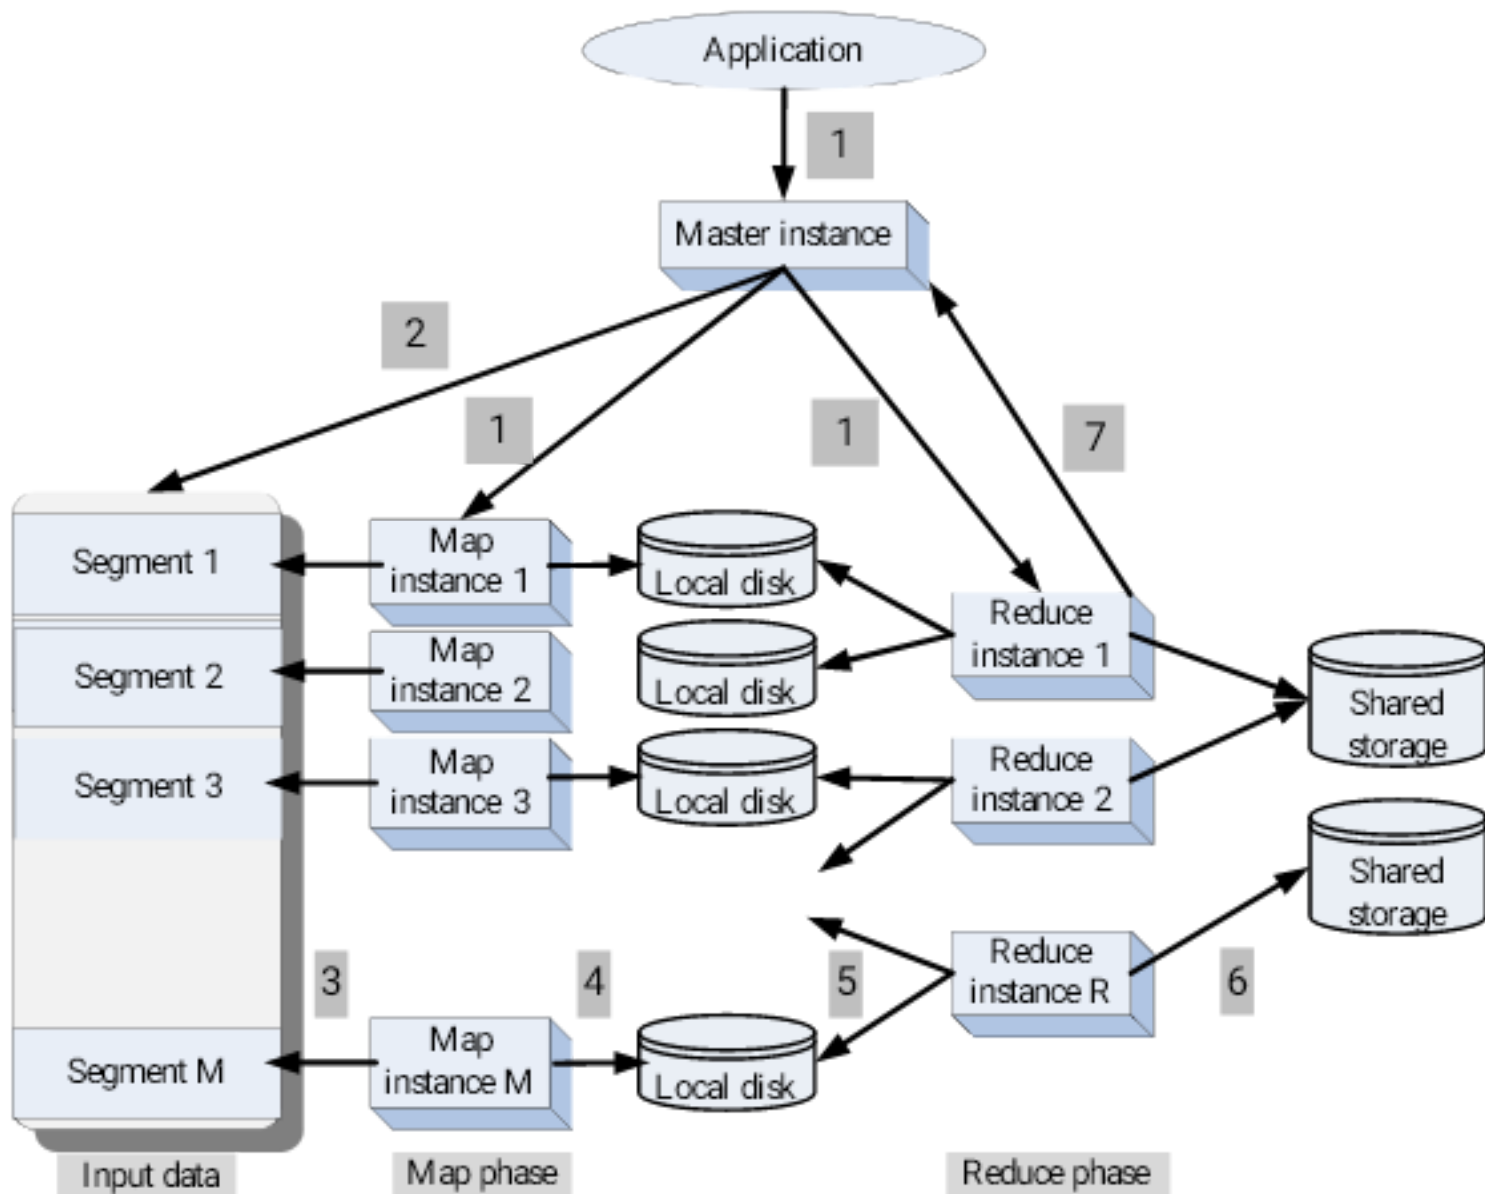 Application
1
Master instance
2
1
1
7
Segment 1
Map
instance 1
Local disk
Reduce
instance 1
Segment 2
Map
instance 2
Local disk
Shared
storage
Segment 3
Map
instance 3
Local disk
Reduce
instance 2
Shared
storage
3
4
5
Reduce
instance R
6
Segment M
Map
instance M
Local disk
Input data
Map phase
Reduce phase